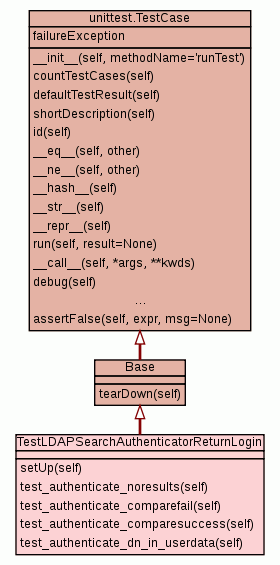 unittest.TestCase
failureException
__init__(self, methodName='runTest')
countTestCases(self)
defaultTestResult(self)
shortDescription(self)
id(self)
__eq__(self, other)
__ne__(self, other)
__hash__(self)
__str__(self)
__repr__(self)
run(self, result=None)
__call__(self, *args, **kwds)
debug(self)
...
assertFalse(self, expr, msg=None)
Base
tearDown(self)
TestLDAPSearchAuthenticatorReturnLogin
setUp(self)
test_authenticate_noresults(self)
test_authenticate_comparefail(self)
test_authenticate_comparesuccess(self)
test_authenticate_dn_in_userdata(self)